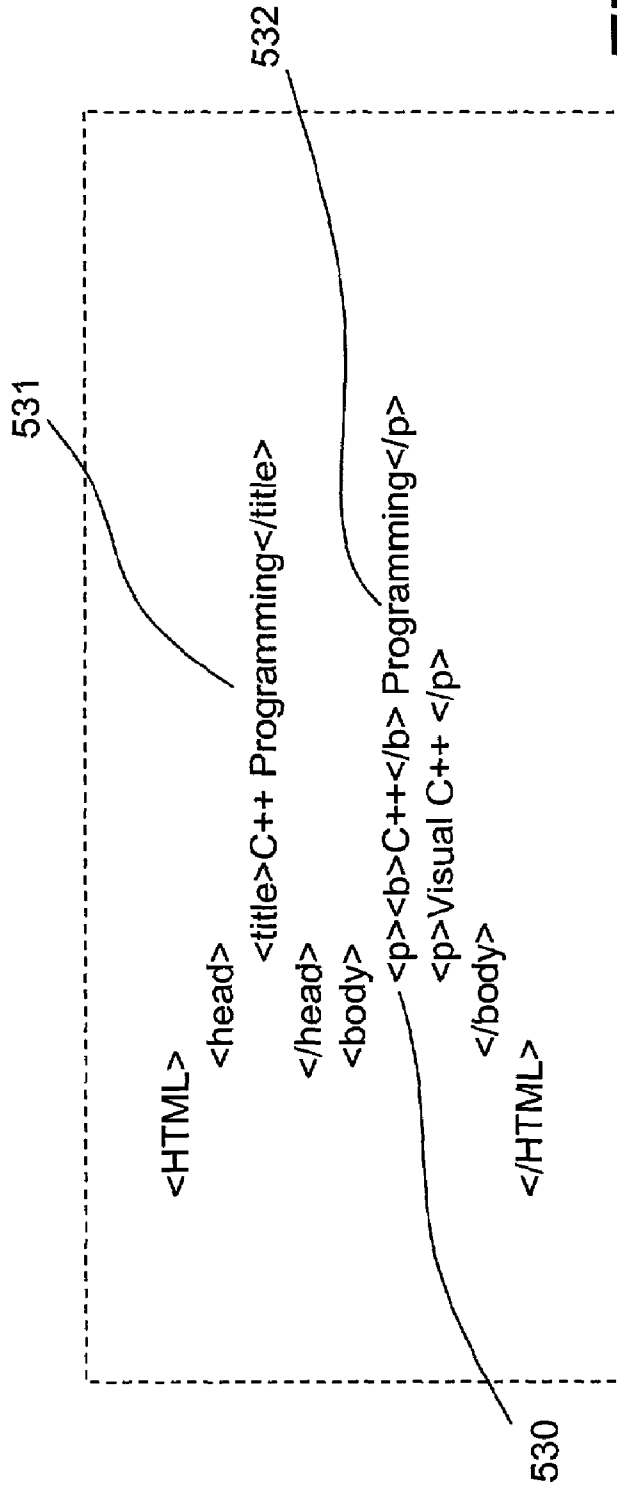 531
532
<HTML>
<head>
<title>C++ Programming</title>
</head>
<body>
<p><b>C++</b> Programming</p>
<p>Visual C++ </p>
</body>
</HTML>
530